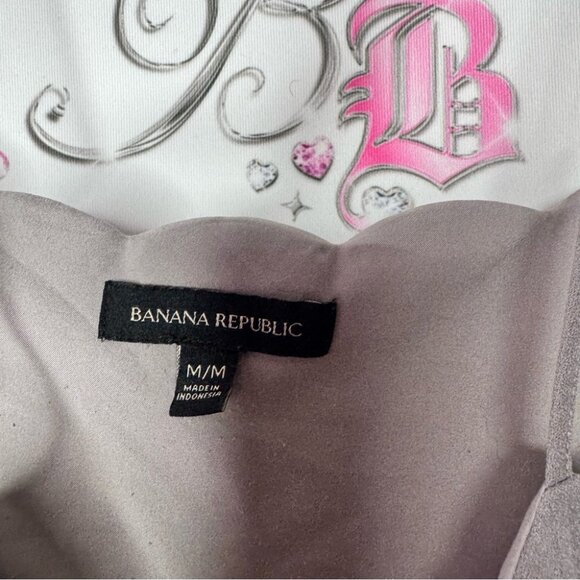 B
B
BANANA REPUBLIC
M/M
MADE IN
INDONESIA